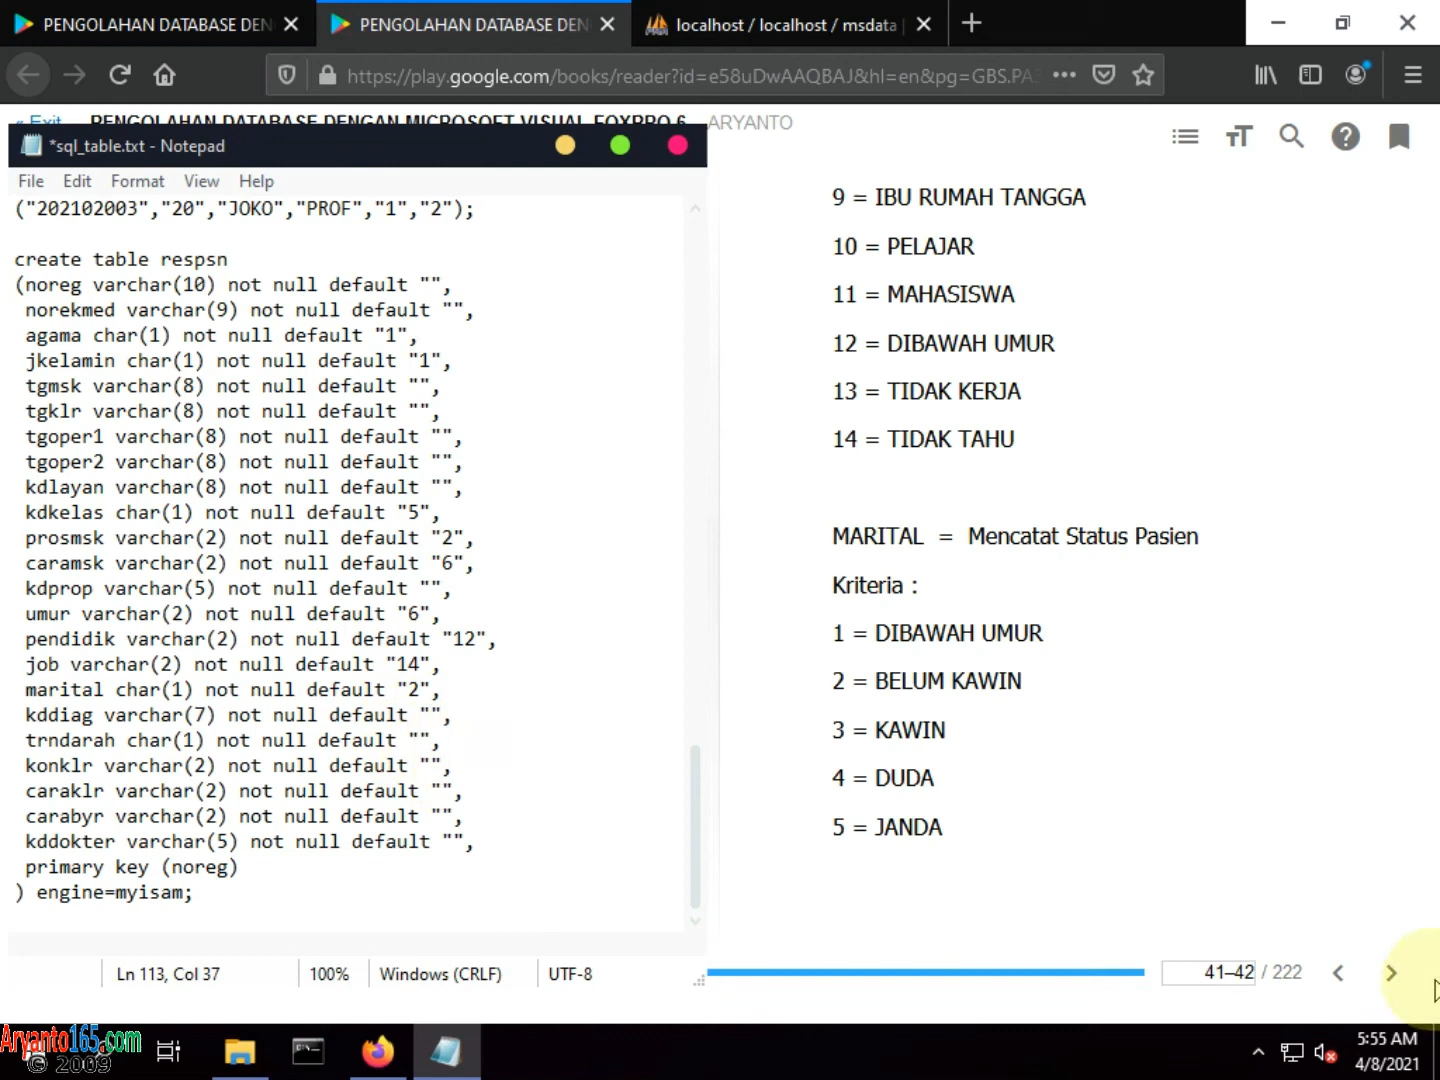 PENGOLAHAN DATABASE DEN
PENGOLAHAN DATABASE DEN
localhost / localhost / msdata |
https://play.google.com/books/reader?id=e58uDwAAQBAJ&hl=en&pg=GBS.PA3
« Exit PENGOLAHAN DATABASE DENGAN MICROSOFT VISUAL FOXPRO 6 ARYANTO
*sql_table.txt - Notepad
File Edit Format View Help
("202102003","20","JOKO","PROF","1","2");
create table respsn
(noreg varchar(10) not null default "",
norekmed varchar(9) not null default "",
agama char(1) not null default "1",
jkelamin char(1) not null default "1",
tgmsk varchar(8) not null default "",
tgklr varchar(8) not null default "",
tgoper1 varchar(8) not null default "",
tgoper2 varchar(8) not null default "",
kdlayan varchar(8) not null default "",
kdkelas char(1) not null default "5",
prosmsk varchar(2) not null default "2",
caramsk varchar(2) not null default "6",
kdprop varchar(5) not null default "",
umur varchar(2) not null default "6",
pendidik varchar(2) not null default "12",
job varchar(2) not null default "14",
marital char(1) not null default "2",
kddiag varchar(7) not null default "",
trndarah char(1) not null default "",
konklr varchar(2) not null default "",
caraklr varchar(2) not null default "",
carabyr varchar(2) not null default "",
kddokter varchar(5) not null default "",
primary key (noreg)
) engine=myisam;
Ln 113, Col 37 100% Windows (CRLF) UTF-8
9 = IBU RUMAH TANGGA
10 = PELAJAR
11 = MAHASISWA
12 = DIBAWAH UMUR
13 = TIDAK KERJA
14 = TIDAK TAHU
MARITAL = Mencatat Status Pasien
Kriteria :
1 = DIBAWAH UMUR
2 = BELUM KAWIN
3 = KAWIN
4 = DUDA
5 = JANDA
41–42 / 222
Aryanto165.com
© 2009
5:55 AM
4/8/2021